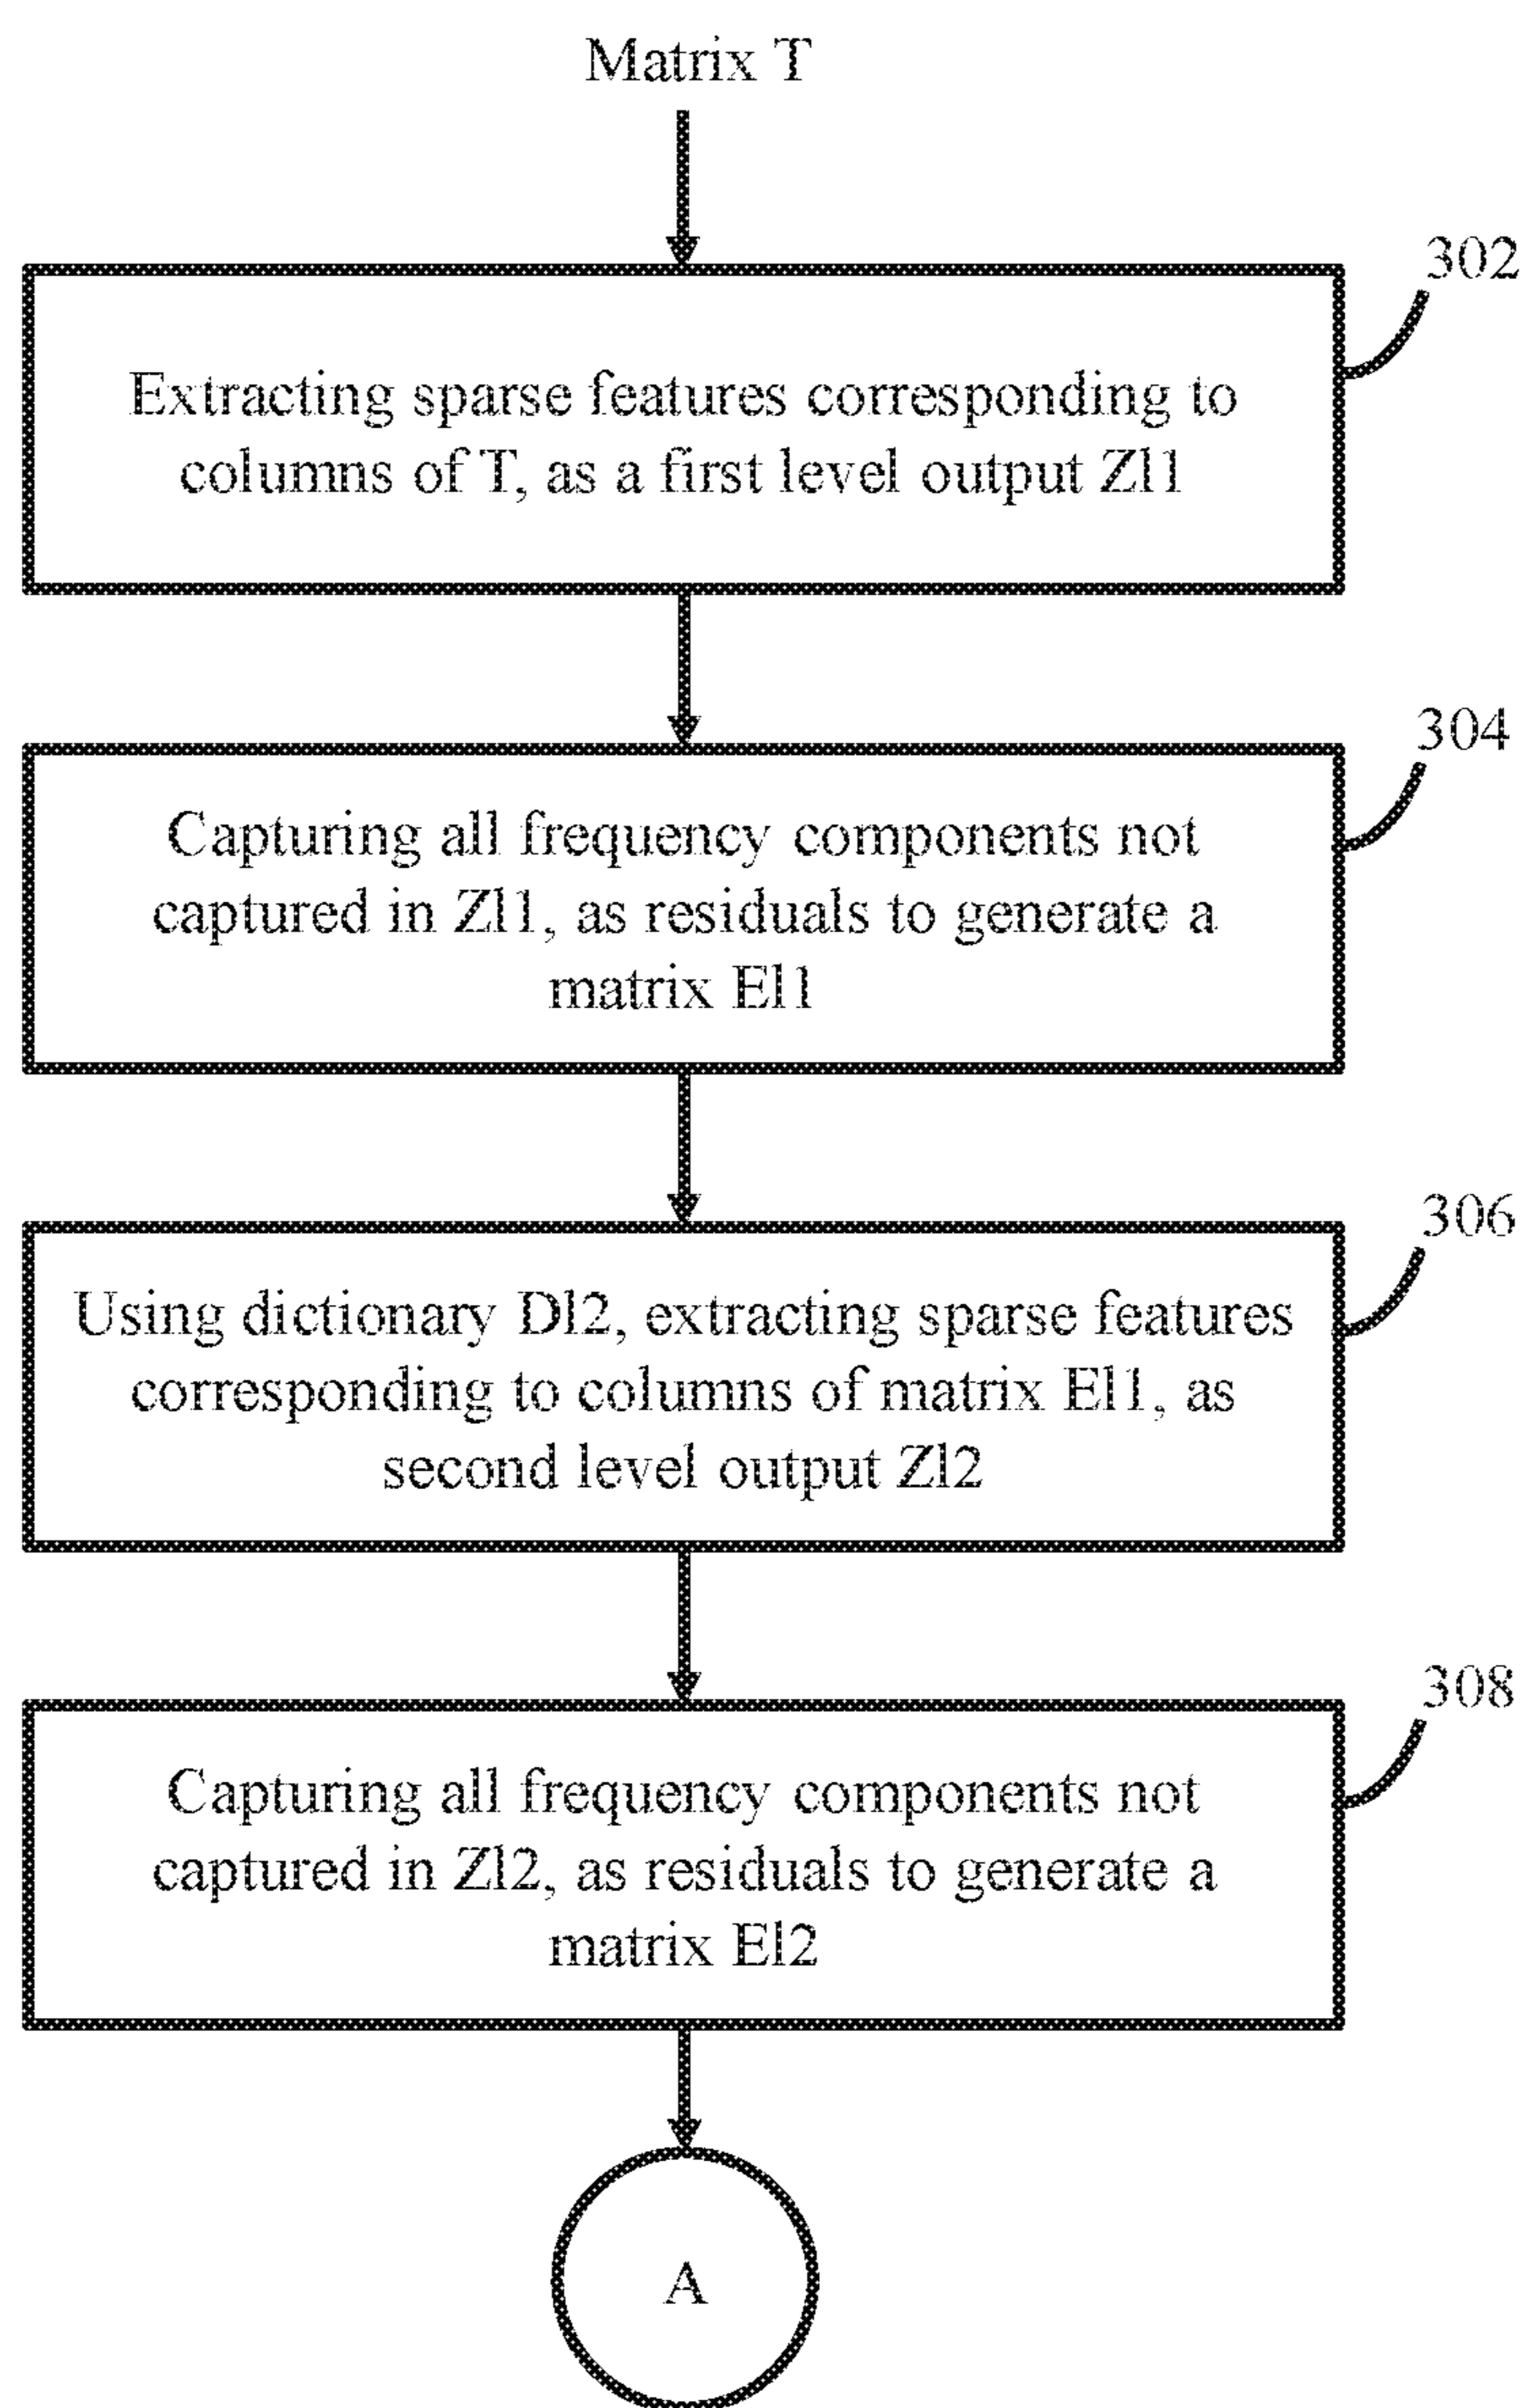 Matrix T
302
Extracting sparse features corresponding to
columns of T, as a first level output Zl1
304
Capturing all frequency components not
captured in Zl1, as residuals to generate a
matrix El1
306
Using dictionary Dl2, extracting sparse features
corresponding to columns of matrix El1, as
second level output Zl2
308
Capturing all frequency components not
captured in Zl2, as residuals to generate a
matrix El2
A